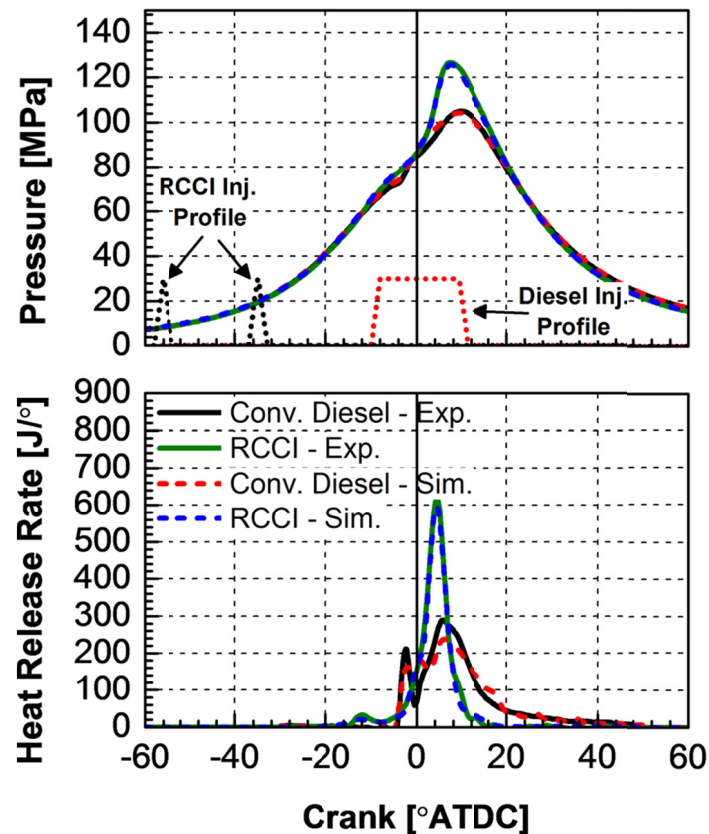 Pressure [MPa]
140
120
100
80
60
40
20
0
RCCI Inj.
Profile
Diesel Inj.
Profile
Heat Release Rate [J/°]
900
800
700
600
500
400
300
200
100
0
Conv. Diesel - Exp.
RCCI - Exp.
Conv. Diesel - Sim.
RCCI - Sim.
-60 -40 -20 0 20 40 60
Crank [°ATDC]